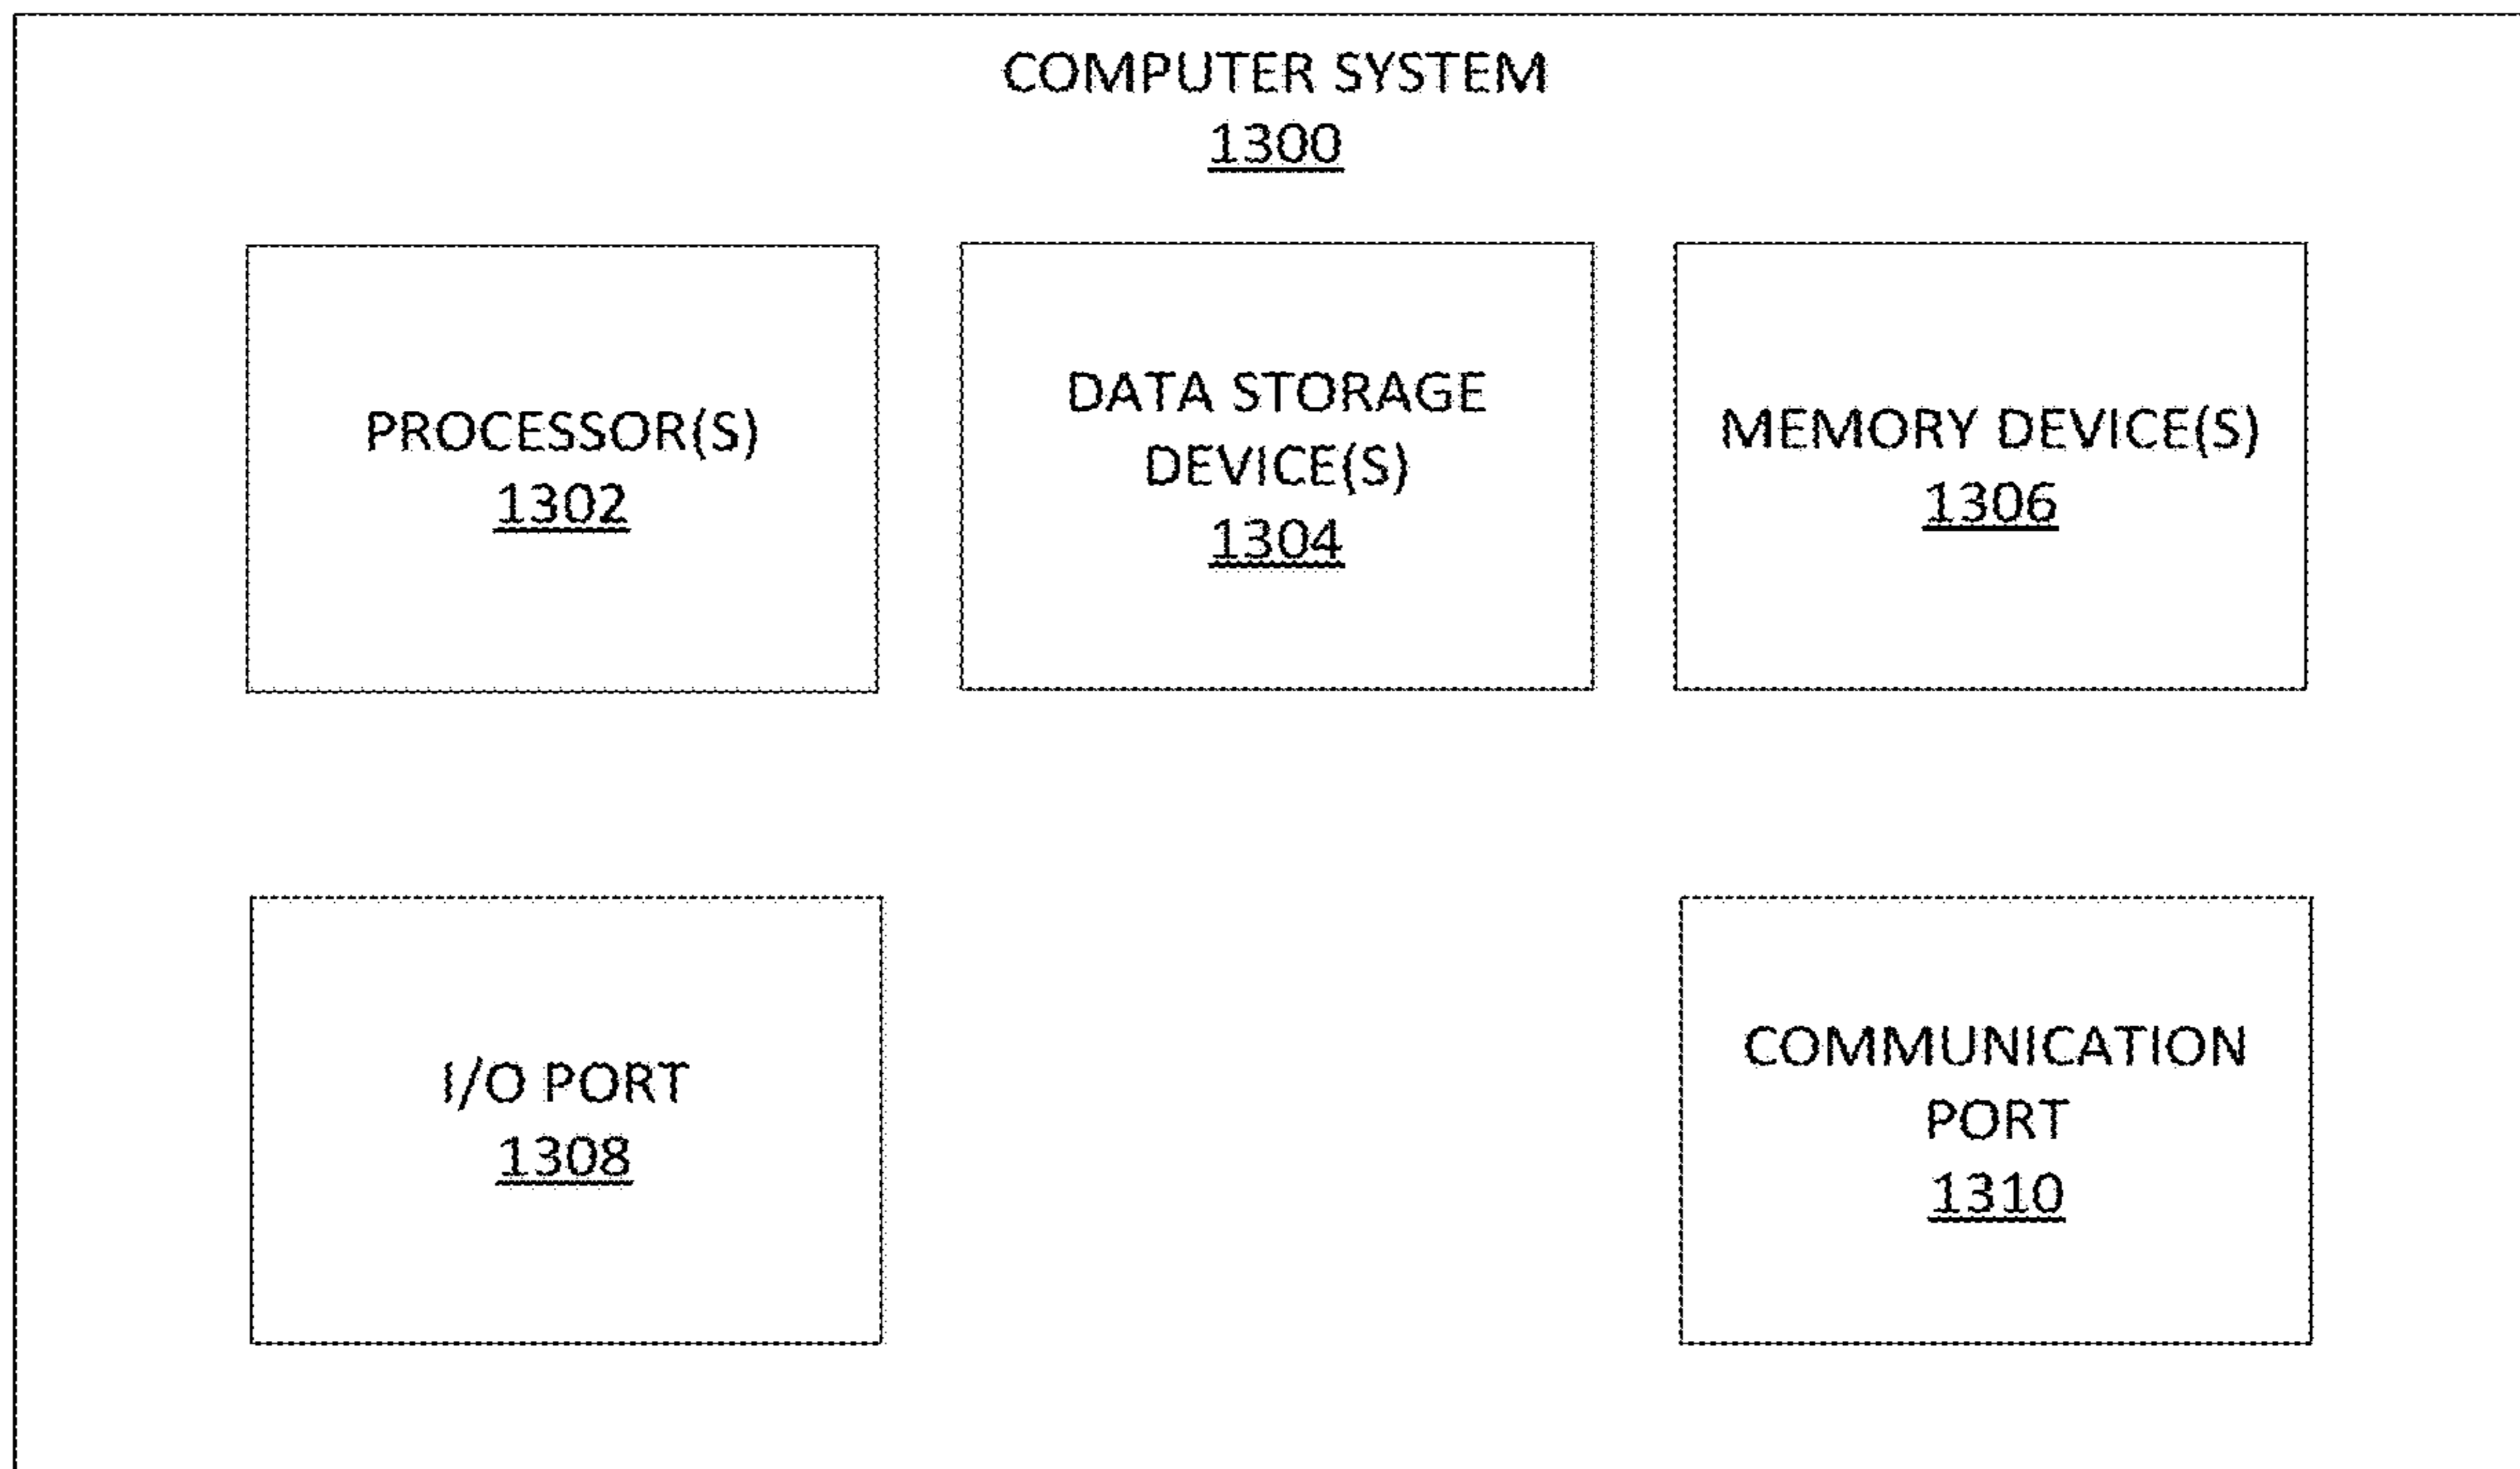 COMPUTER SYSTEM
1300
PROCESSOR(S)
1302
DATA STORAGE
DEVICE(S)
1304
MEMORY DEVICE(S)
1306
I/O PORT
1308
COMMUNICATION
PORT
1310